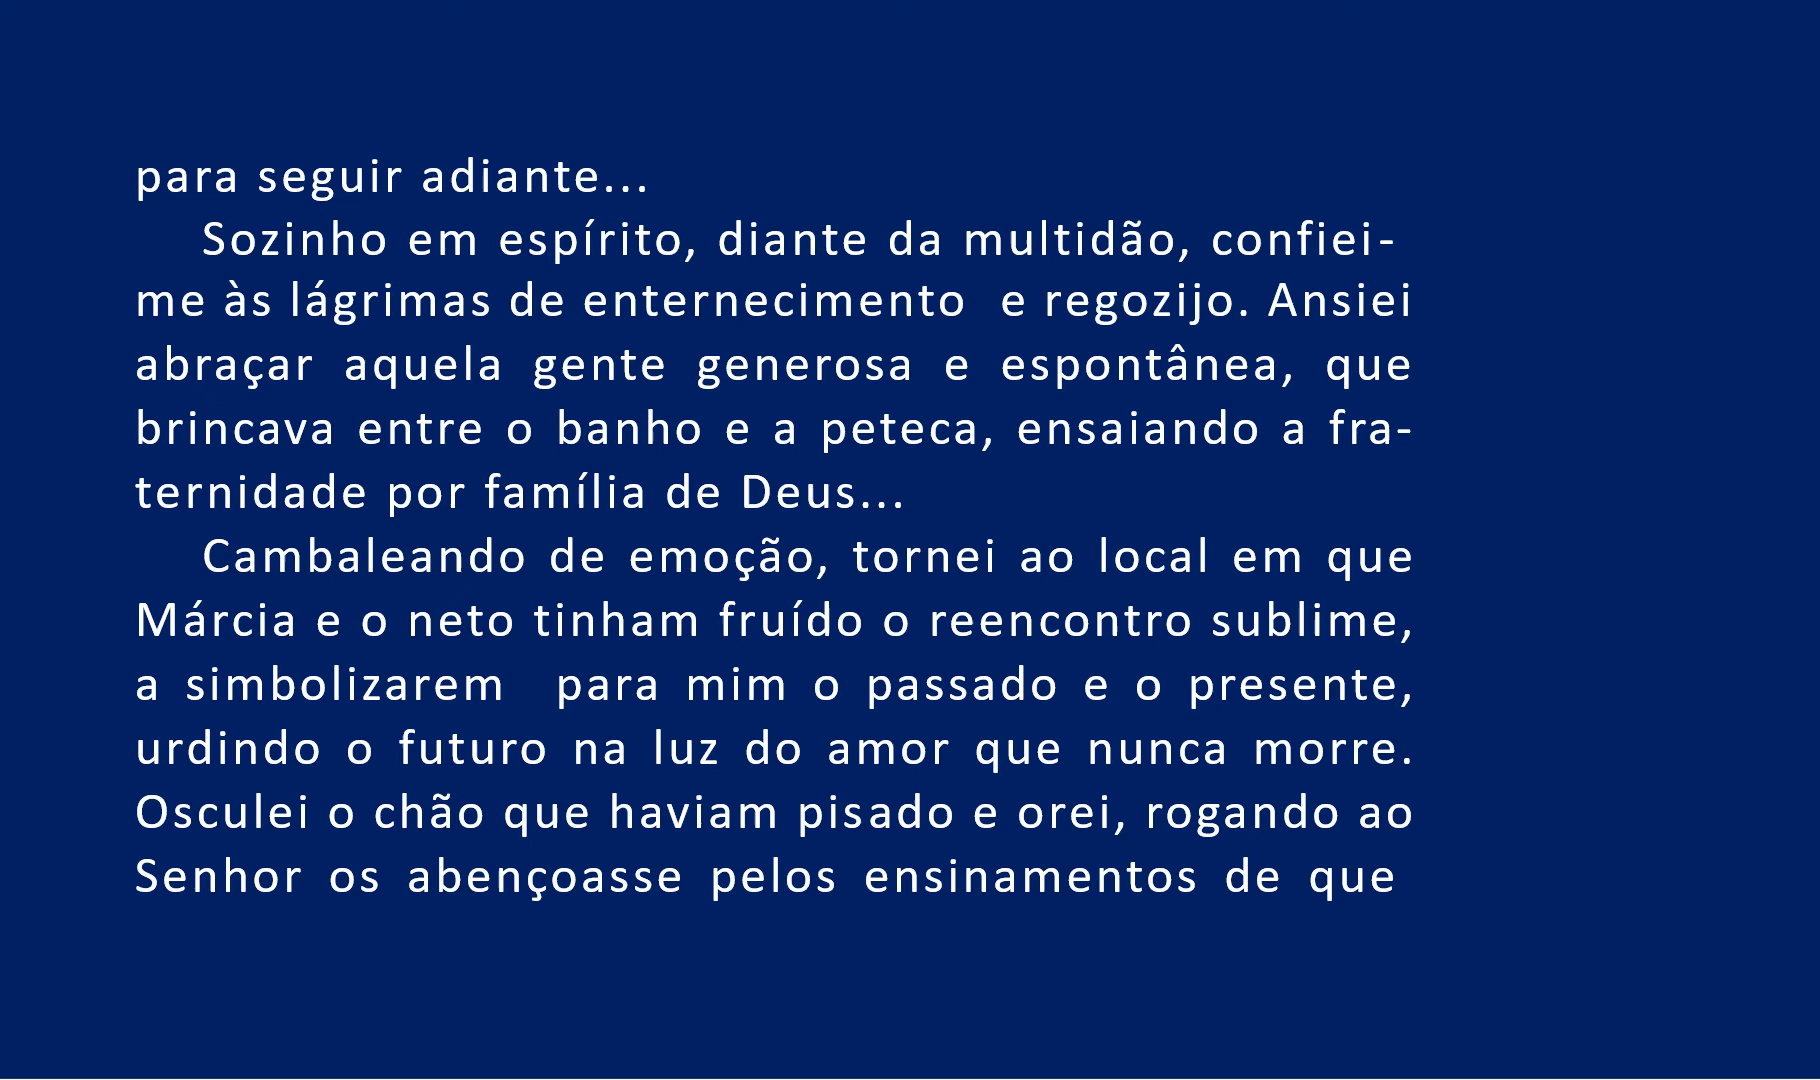 para seguir adiante...
Sozinho em espírito, diante da multidão, confiei-
me às lágrimas de enternecimento e regozijo. Ansiei
abraçar aquela gente generosa e espontânea, que
brincava entre o banho e a peteca, ensaiando a fra-
ternidade por família de Deus...
Cambaleando de emoção, tornei ao local em que
Márcia e o neto tinham fruído o reencontro sublime,
a simbolizarem para mim o passado e o presente,
urdindo o futuro na luz do amor que nunca morre.
Osculei o chão que haviam pisado e orei, rogando ao
Senhor os abençoasse pelos ensinamentos de que